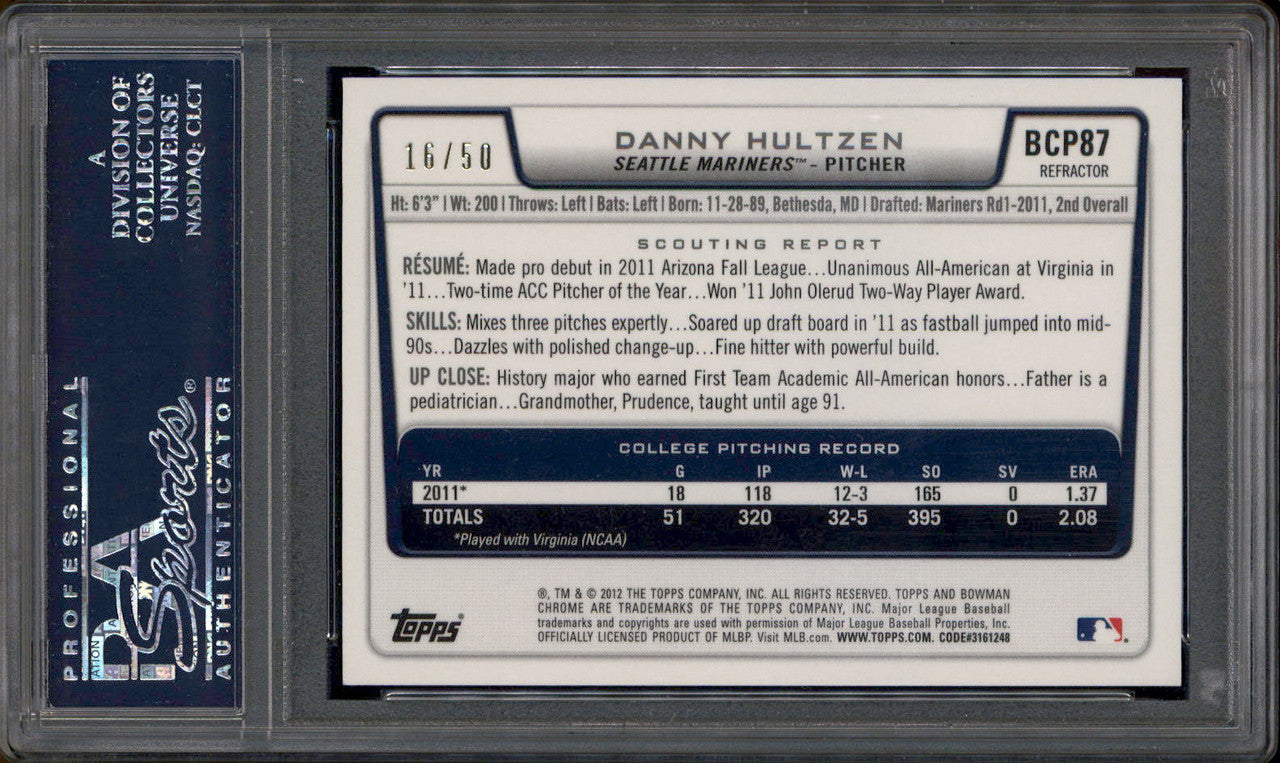 A
DIVISION OF
COLLECTORS
UNIVERSE
NASDAQ: CLCT
PROFESSIONAL
PSA
Sports®
AUTHENTICATOR
16/50
DANNY HULTZEN
SEATTLE MARINERS™ - PITCHER
BCP87
REFRACTOR
Ht: 6'3" | Wt: 200 | Throws: Left | Bats: Left | Born: 11-28-89, Bethesda, MD | Drafted: Mariners Rd1-2011, 2nd Overall
SCOUTING REPORT
RÉSUMÉ: Made pro debut in 2011 Arizona Fall League...Unanimous All-American at Virginia in
'11...Two-time ACC Pitcher of the Year...Won '11 John Olerud Two-Way Player Award.
SKILLS: Mixes three pitches expertly...Soared up draft board in '11 as fastball jumped into mid-
90s...Dazzles with polished change-up...Fine hitter with powerful build.
UP CLOSE: History major who earned First Team Academic All-American honors...Father is a
pediatrician...Grandmother, Prudence, taught until age 91.
COLLEGE PITCHING RECORD
YR G IP W-L SO SV ERA
2011* 18 118 12-3 165 0 1.37
TOTALS 51 320 32-5 395 0 2.08
*Played with Virginia (NCAA)
topps®
®, TM & © 2012 THE TOPPS COMPANY, INC. ALL RIGHTS RESERVED. TOPPS AND BOWMAN
CHROME ARE TRADEMARKS OF THE TOPPS COMPANY, INC. Major League Baseball
trademarks and copyrights are used with permission of Major League Baseball Properties, Inc.
OFFICIALLY LICENSED PRODUCT OF MLBP. Visit MLB.com. WWW.TOPPS.COM. CODE#3161248